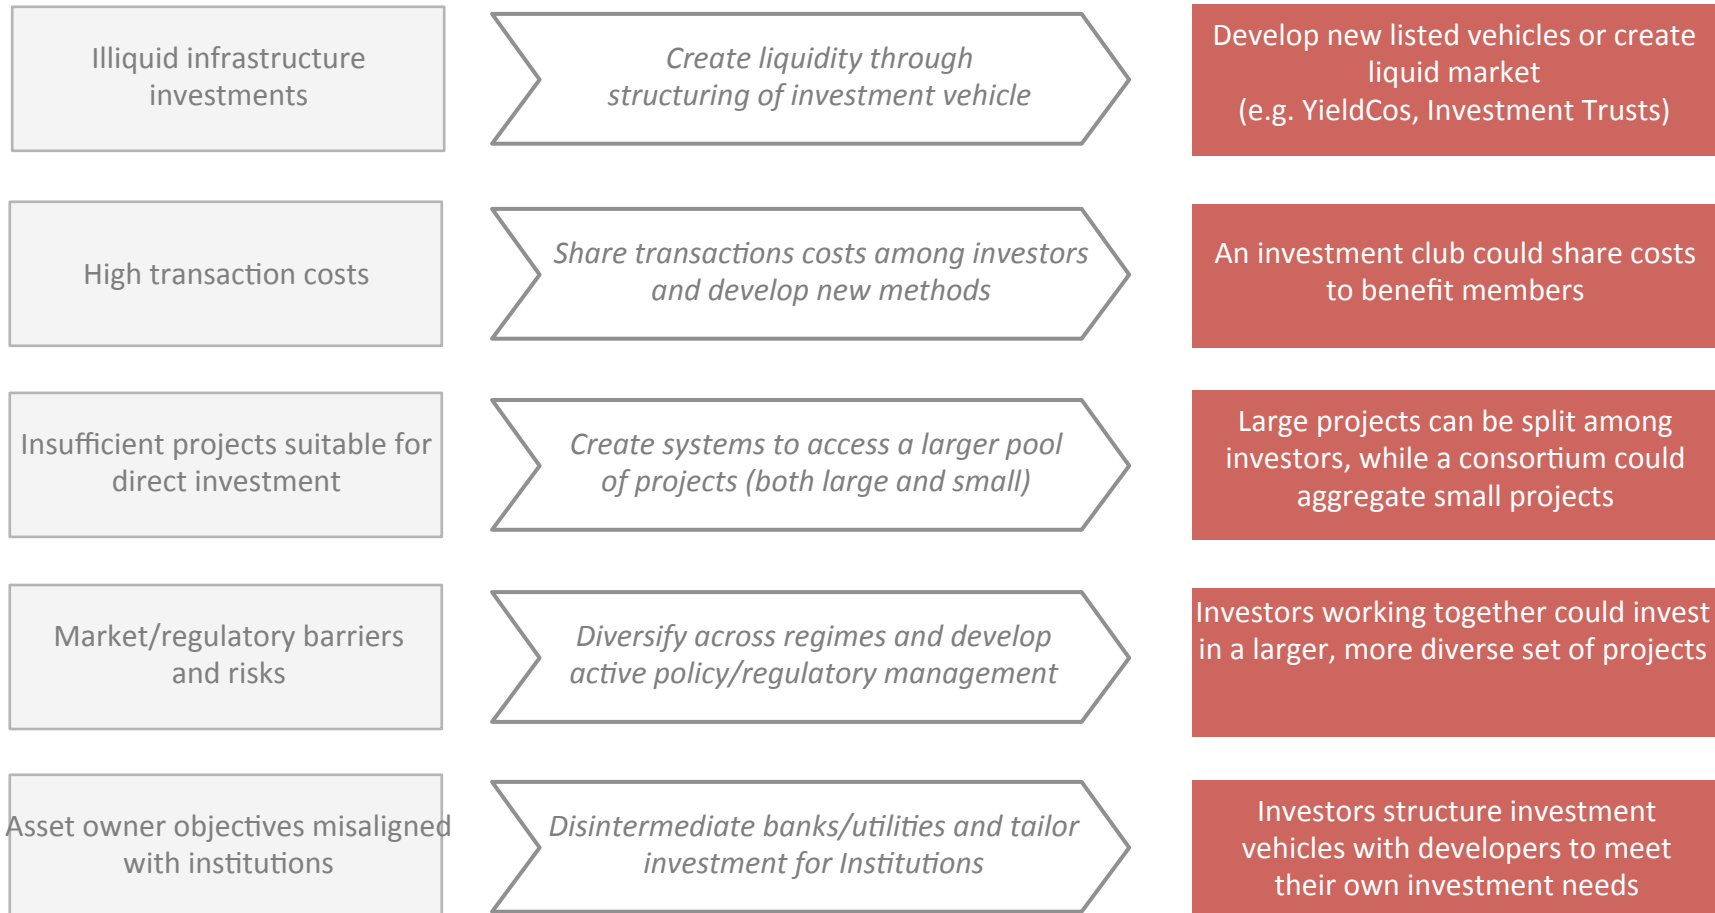 Illiquid infrastructure
investments
Create liquidity through
structuring of investment vehicle
Develop new listed vehicles or create
liquid market
(e.g. YieldCos, Investment Trusts)
High transaction costs
Share transactions costs among investors
and develop new methods
An investment club could share costs
to benefit members
Insufficient projects suitable for
direct investment
Create systems to access a larger pool
of projects (both large and small)
Large projects can be split among
investors, while a consortium could
aggregate small projects
Market/regulatory barriers
and risks
Diversify across regimes and develop
active policy/regulatory management
Investors working together could invest
in a larger, more diverse set of projects
Asset owner objectives misaligned
with institutions
Disintermediate banks/utilities and tailor
investment for Institutions
Investors structure investment
vehicles with developers to meet
their own investment needs